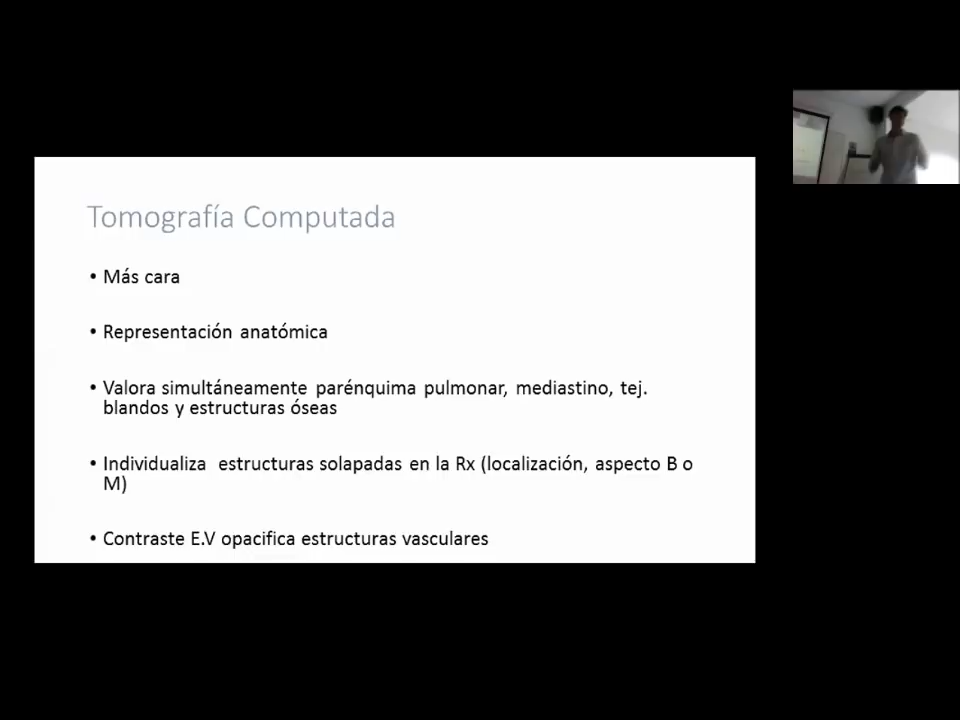 Tomografía Computada
• Más cara
• Representación anatómica
• Valora simultáneamente parénquima pulmonar, mediastino, tej.
blandos y estructuras óseas
• Individualiza estructuras solapadas en la Rx (localización, aspecto B o
M)
• Contraste E.V opacifica estructuras vasculares